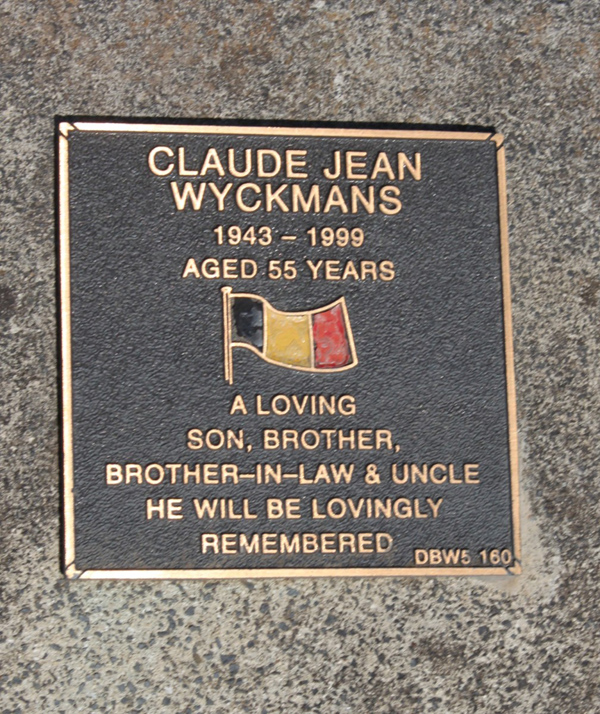 CLAUDE JEAN
WYCKMANS
1943 – 1999
AGED 55 YEARS
A LOVING
SON, BROTHER,
BROTHER–IN–LAW & UNCLE
HE WILL BE LOVINGLY
REMEMBERED
DBW5 160